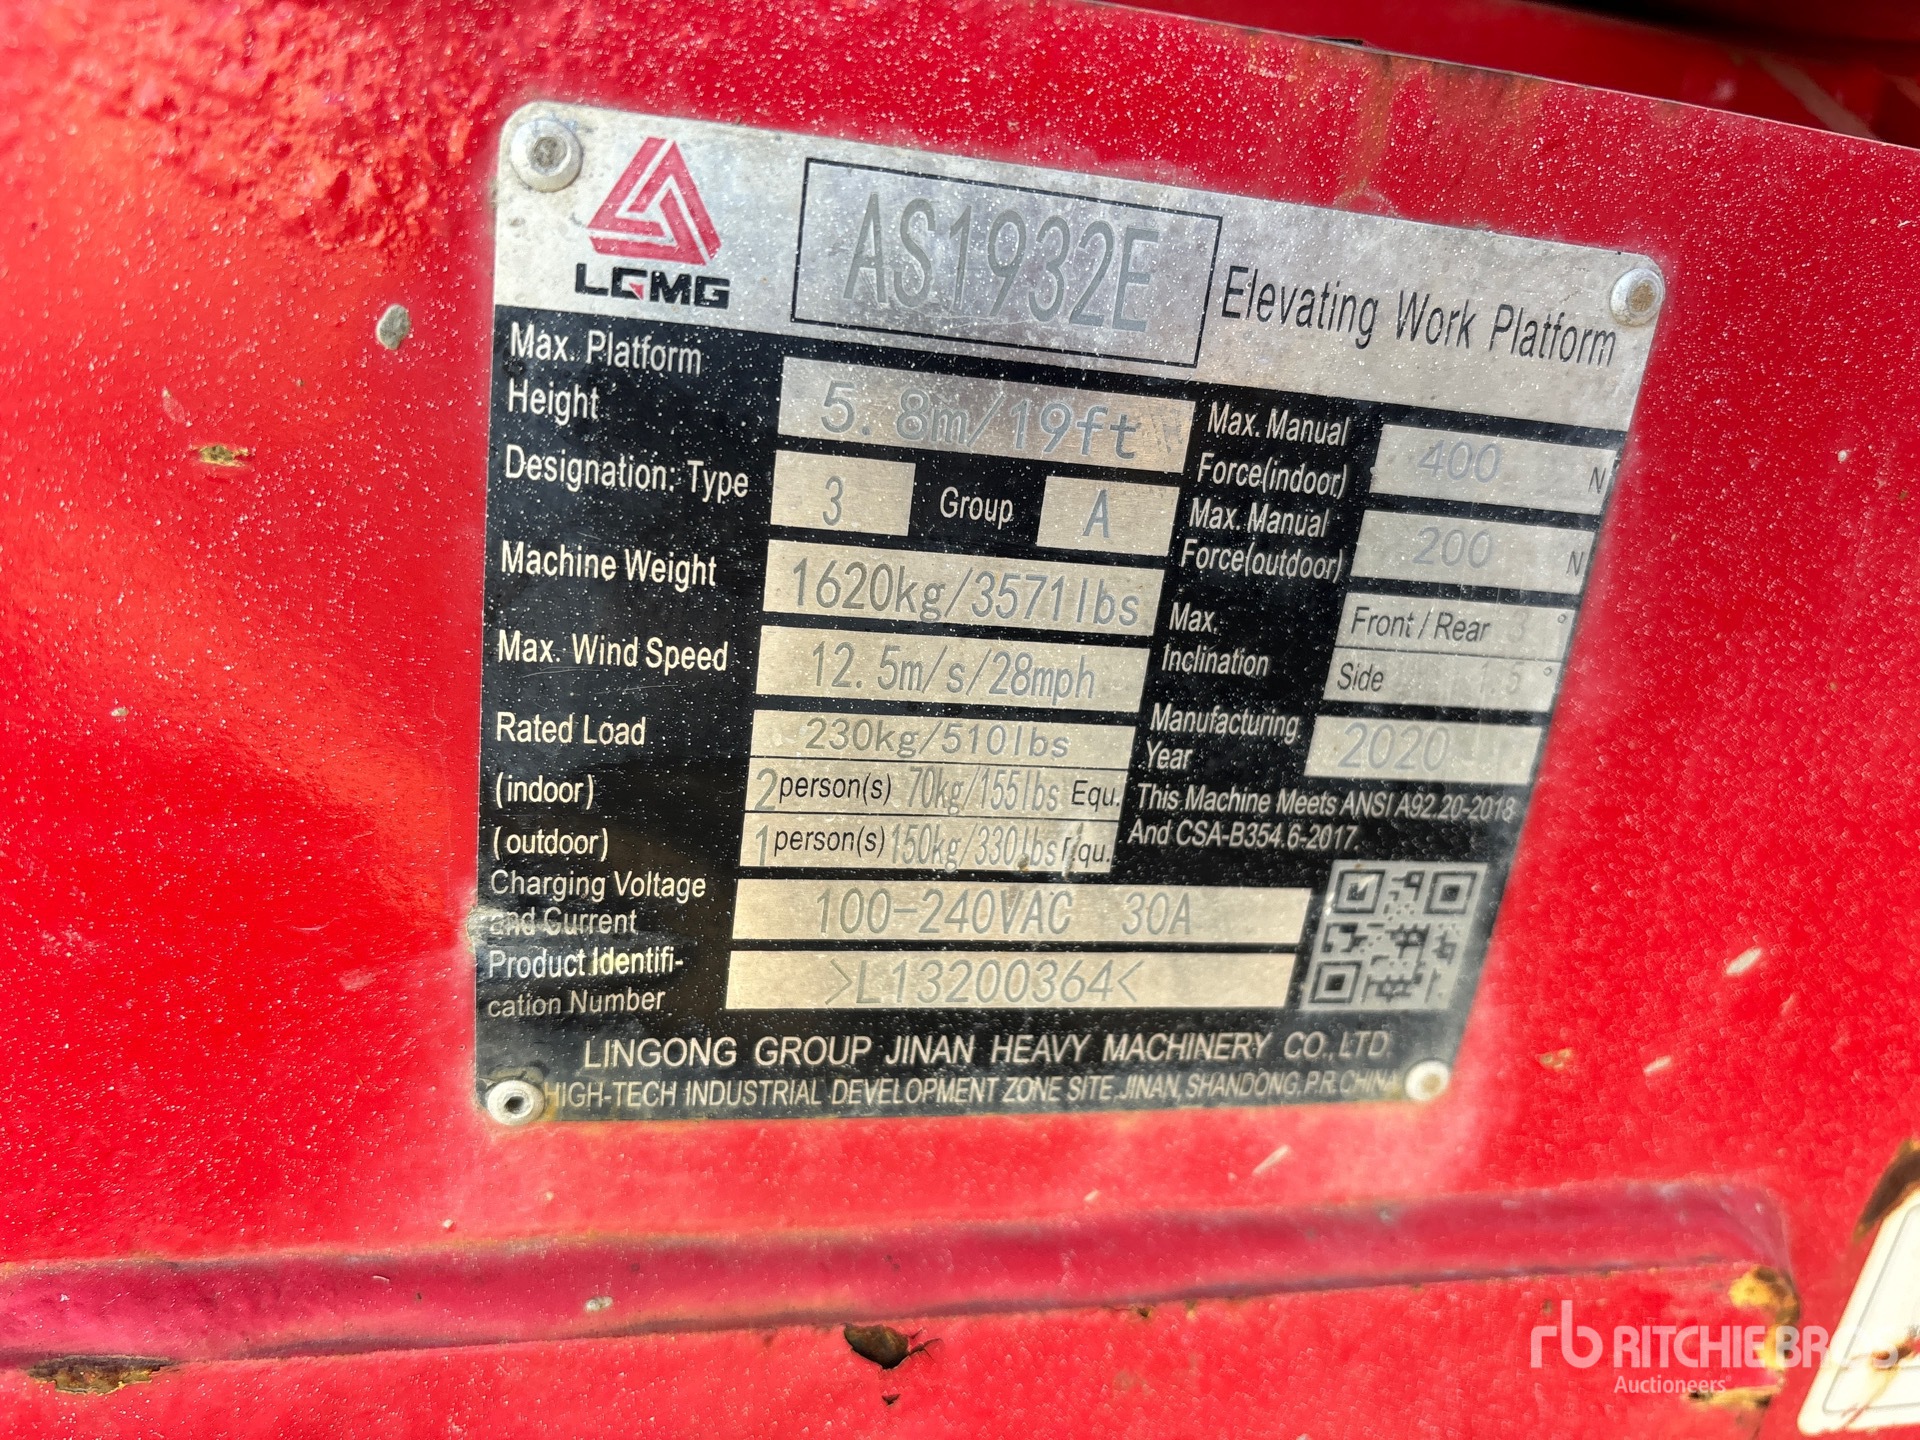 LGMG
AS1932E
Elevating Work Platform
Max. Platform
Height
5.8m/19ft
Designation: Type 3 Group A
Machine Weight 1620kg/3571lbs
Max. Wind Speed 12.5m/s/28mph
Rated Load 230kg/510lbs
(indoor) 2 person(s) 70kg/155lbs Equ.
(outdoor) 1 person(s) 150kg/330lbs Equ.
Charging Voltage
and Current
100-240VAC 30A
Product Identifi-
cation Number
>L13200364<
Max. Manual
Force(indoor)
400 N
Max. Manual
Force(outdoor)
200 N
Max.
Inclination
Front / Rear 3 °
Side 1.5 °
Manufacturing
Year
2020
This Machine Meets ANSI A92.20-2018
And CSA-B354.6-2017.
LINGONG GROUP JINAN HEAVY MACHINERY CO.,LTD.
HIGH-TECH INDUSTRIAL DEVELOPMENT ZONE SITE,JINAN, SHANDONG,P.R.CHINA
rb RITCHIE BROS
Auctioneers